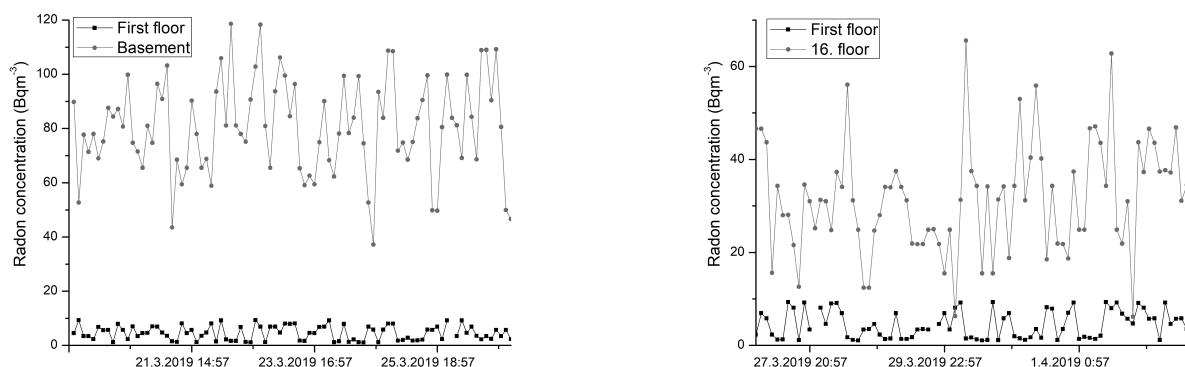 First floor
Basement
Radon concentration (Bqm-3)
120
100
80
60
40
20
0
21.3.2019 14:57
23.3.2019 16:57
25.3.2019 18:57
First floor
16. floor
Radon concentration (Bqm-3)
60
40
20
0
27.3.2019 20:57
29.3.2019 22:57
1.4.2019 0:57